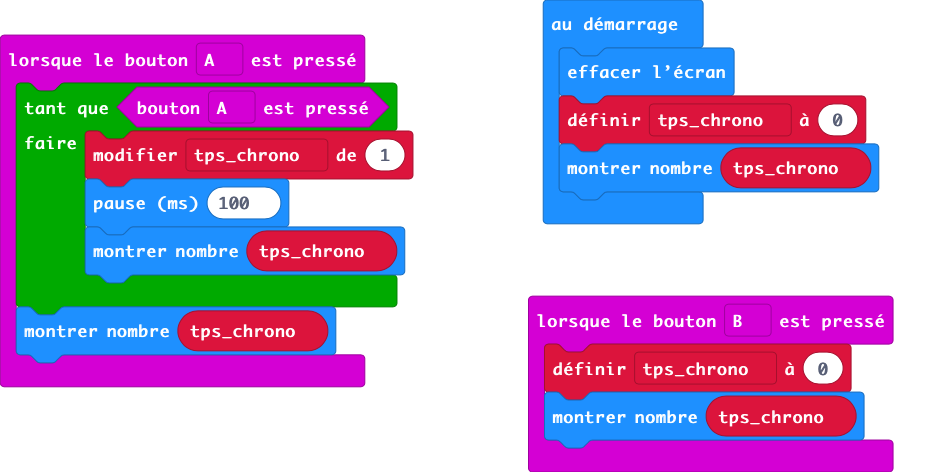 lorsque le bouton A est pressé
tant que bouton A est pressé
faire
modifier tps_chrono de 1
pause (ms) 100
montrer nombre tps_chrono
montrer nombre tps_chrono
au démarrage
effacer l’écran
définir tps_chrono à 0
montrer nombre tps_chrono
lorsque le bouton B est pressé
définir tps_chrono à 0
montrer nombre tps_chrono